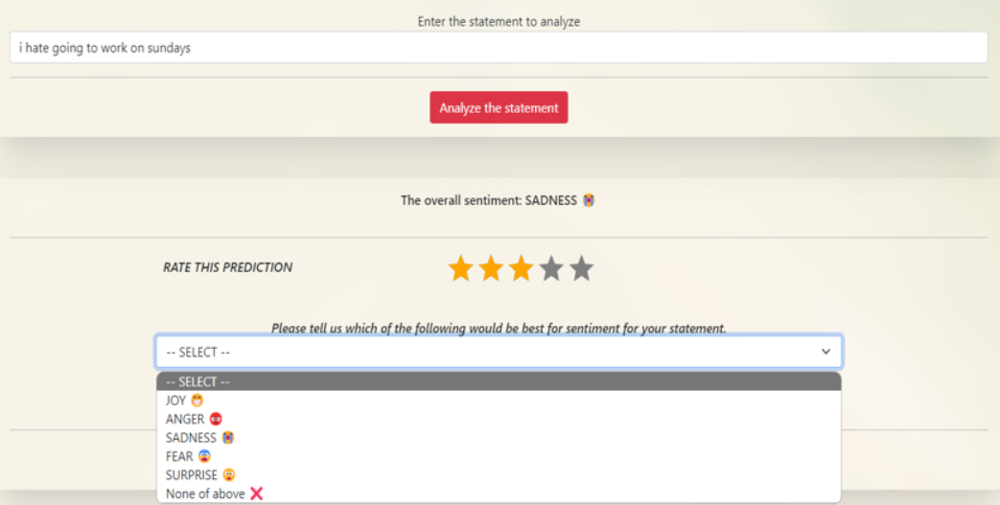 Enter the statement to analyze
i hate going to work on sundays
Analyze the statement
The overall sentiment: SADNESS 😭
RATE THIS PREDICTION
Please tell us which of the following would be best for sentiment for your statement.
-- SELECT --
-- SELECT --
JOY 😁
ANGER 😡
SADNESS 😭
FEAR 😨
SURPRISE 😳
None of above ❌